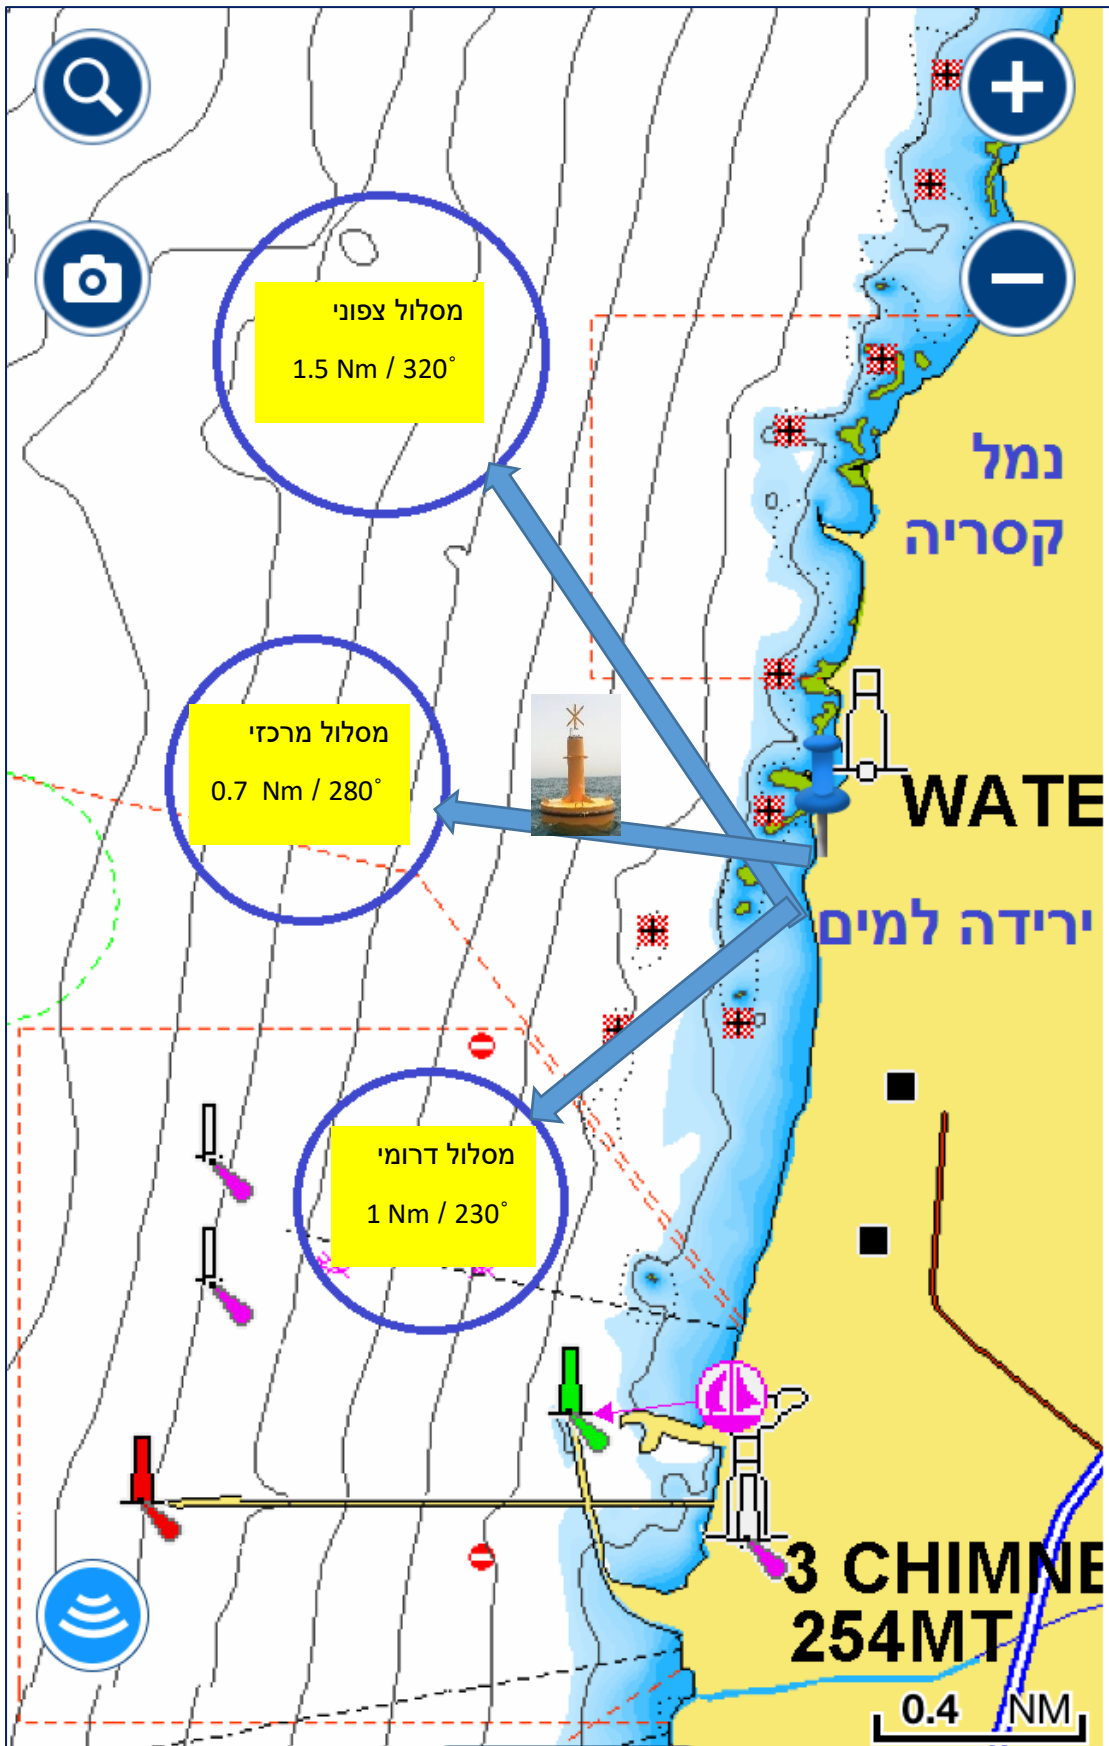 מסלול צפוני
1.5 Nm / 320°
נמל
קסריה
מסלול מרכזי
0.7 Nm / 280°
WATE
ירידה למים
מסלול דרומי
1 Nm / 230°
3 CHIMNE
254MT
0.4 NM